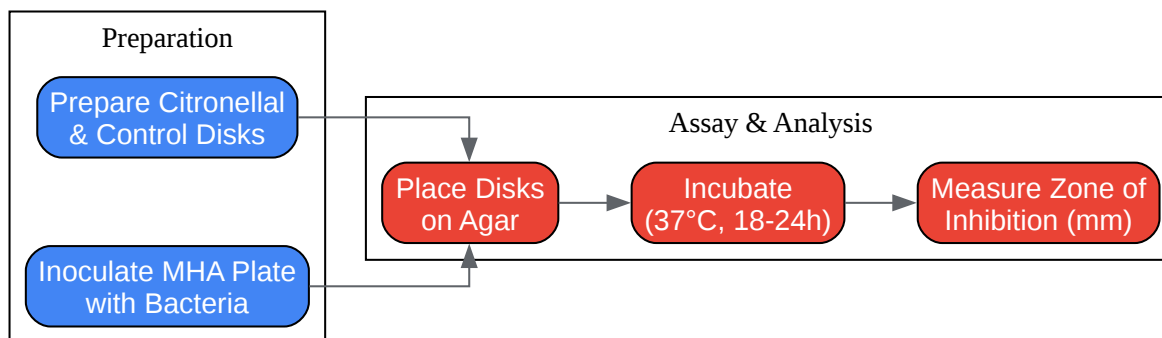 Preparation
Prepare Citronellal
& Control Disks
Inoculate MHA Plate
with Bacteria
Assay & Analysis
Place Disks
on Agar
Incubate
(37°C, 18-24h)
Measure Zone of
Inhibition (mm)